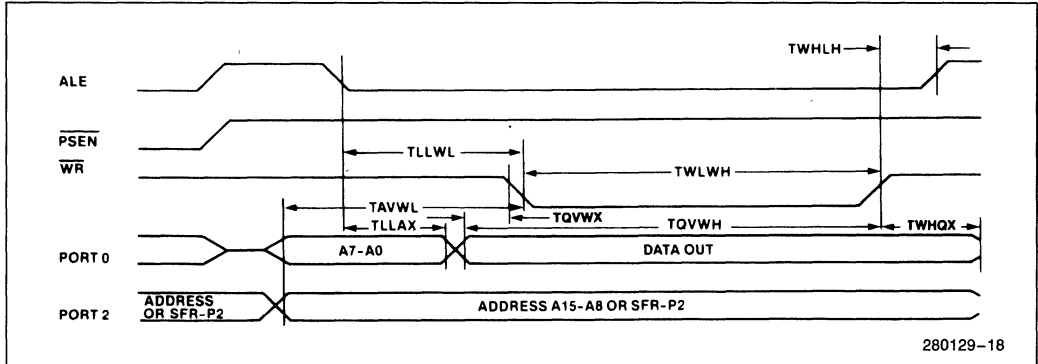 TWHLH
ALE
PSEN
TLLWL
WR
TWLWH
TAVWL
TQVWX
TLLAX
TQVWH
TWHQX
PORT 0
A7-A0
DATA OUT
PORT 2
ADDRESS
OR SFR-P2
ADDRESS A15-A8 OR SFR-P2
280129-18